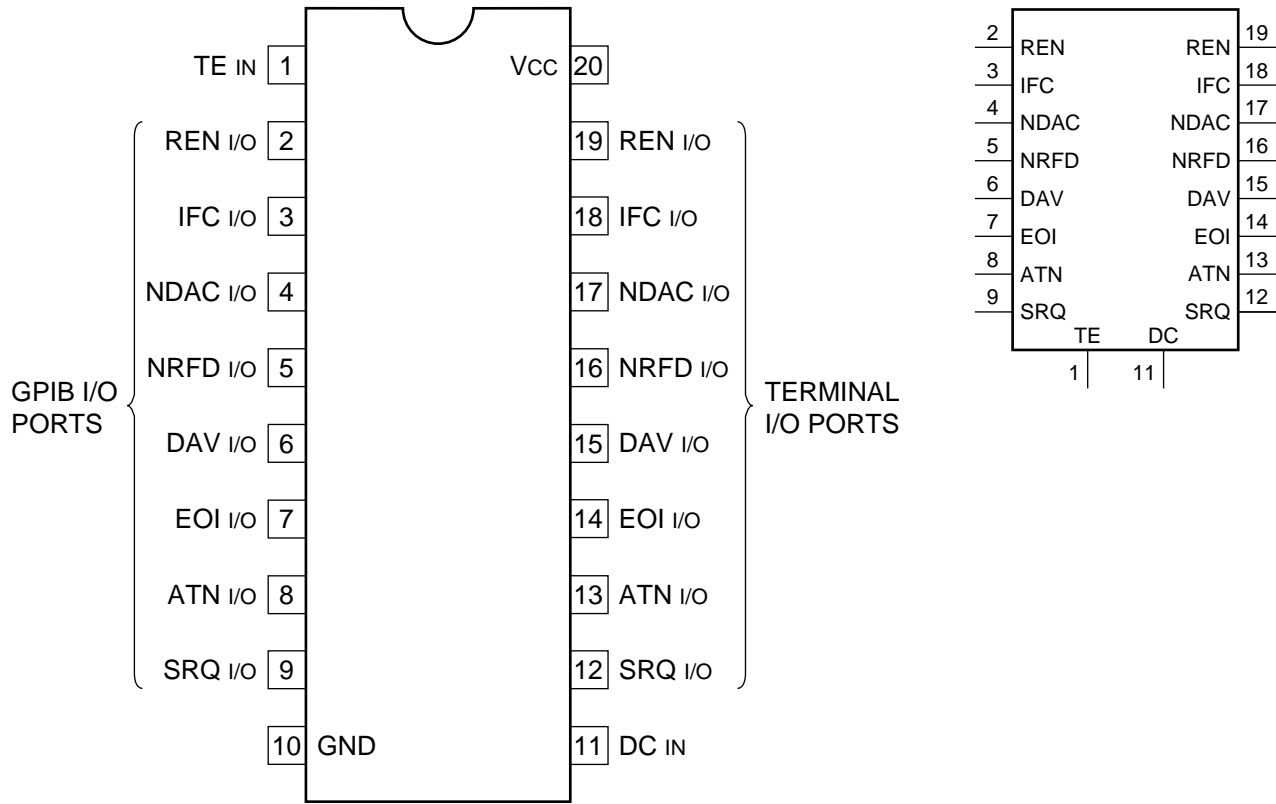 TE IN 1
VCC 20
REN I/O 2
19 REN I/O
IFC I/O 3
18 IFC I/O
NDAC I/O 4
17 NDAC I/O
NRFD I/O 5
16 NRFD I/O
GPIB I/O
PORTS
TERMINAL
I/O PORTS
DAV I/O 6
15 DAV I/O
EOI I/O 7
14 EOI I/O
ATN I/O 8
13 ATN I/O
SRQ I/O 9
12 SRQ I/O
10 GND
11 DC IN
2 REN REN 19
3 IFC IFC 18
4 NDAC NDAC 17
5 NRFD NRFD 16
6 DAV DAV 15
7 EOI EOI 14
8 ATN ATN 13
9 SRQ SRQ 12
TE DC
1 11